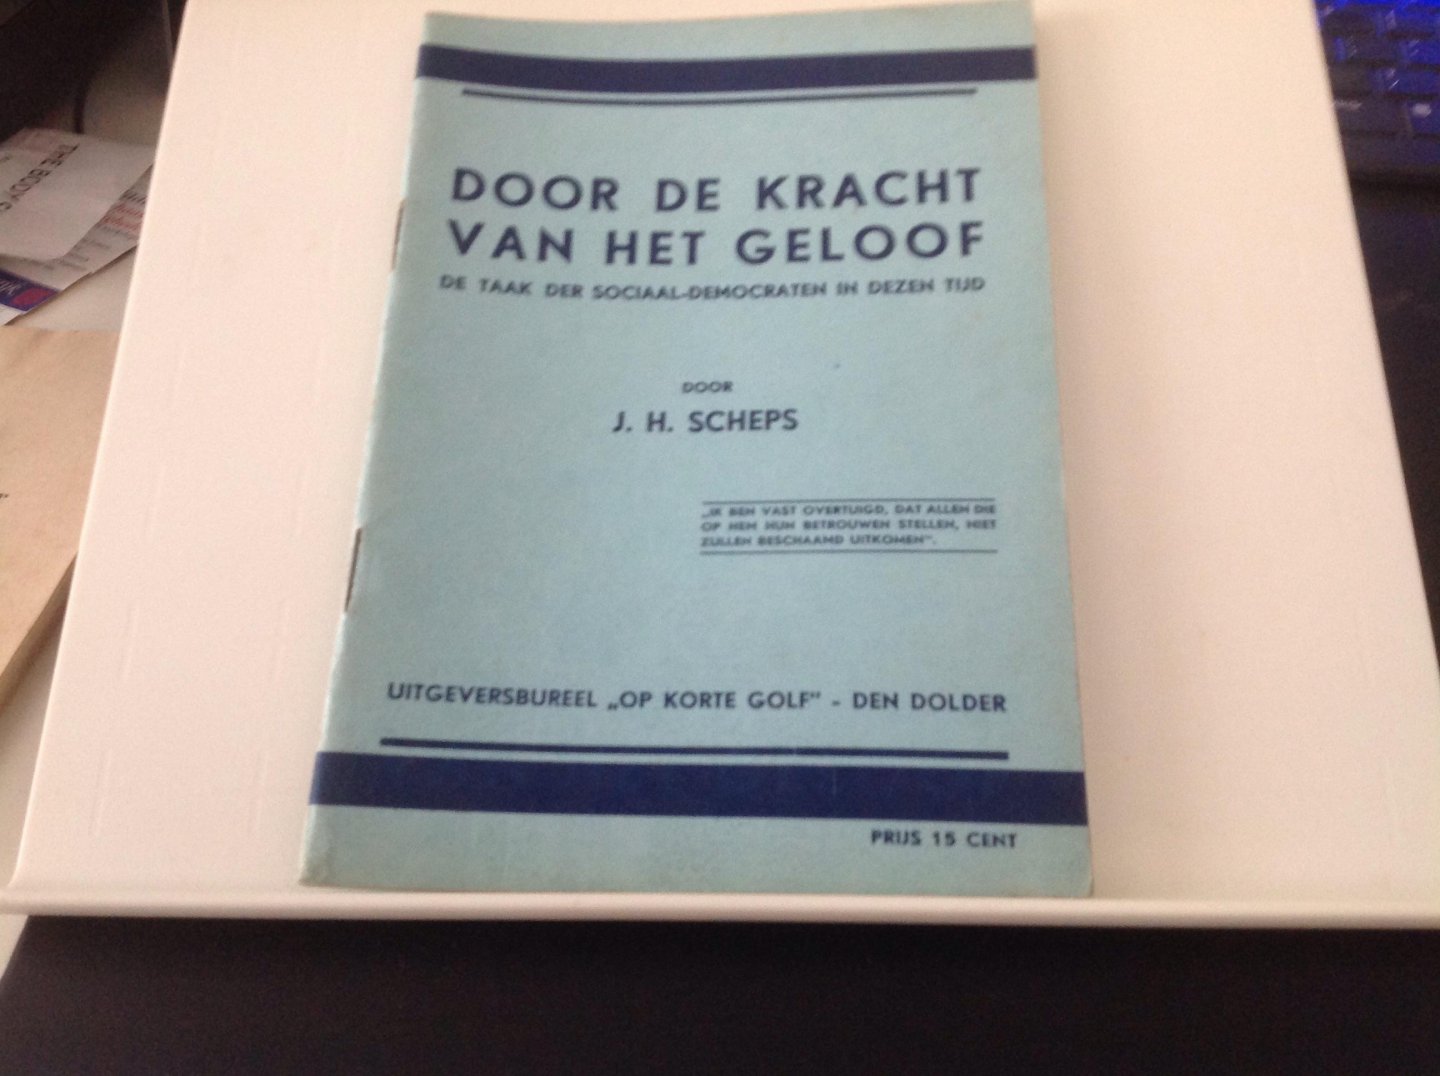 DOOR DE KRACHT
VAN HET GELOOF
DE TAAK DER SOCIAAL-DEMOCRATEN IN DEZEN TIJD
DOOR
J. H. SCHEPS
„IK BEN VAST OVERTUIGD, DAT ALLEN DIE
OP HEM HUN BETROUWEN STELLEN, NIET
ZULLEN BESCHAAMD UITKOMEN".
UITGEVERSBUREEL „OP KORTE GOLF" - DEN DOLDER
PRIJS 15 CENT
THE BODY